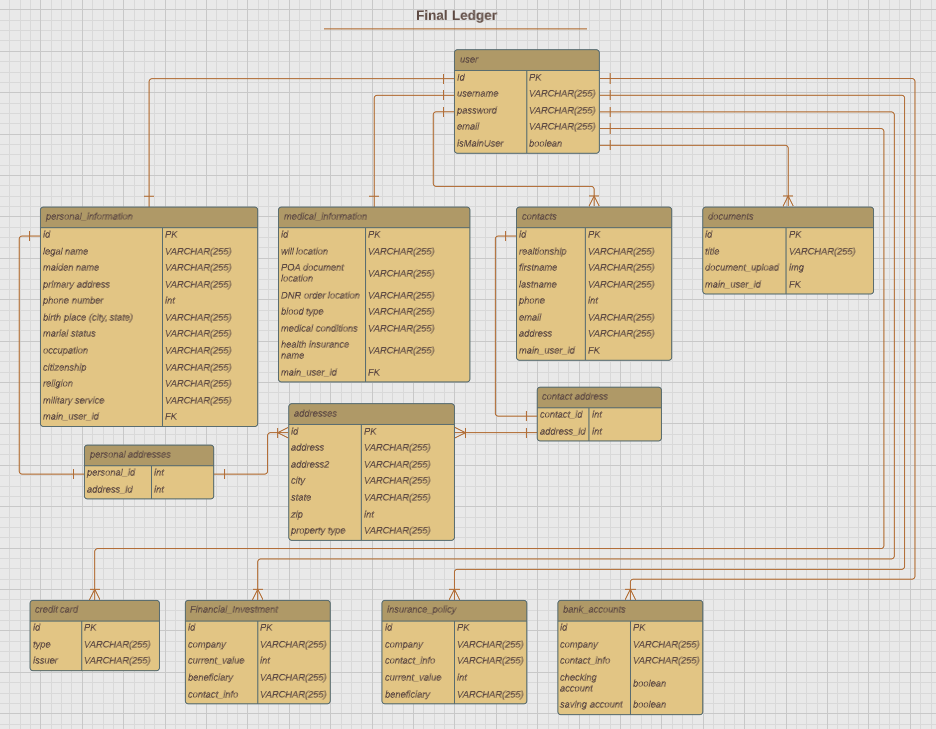 Final Ledger
user
id PK
username VARCHAR(255)
password VARCHAR(255)
email VARCHAR(255)
isMainUser boolean
personal_information
id PK
legal name VARCHAR(255)
maiden name VARCHAR(255)
primary address VARCHAR(255)
phone number int
birth place (city, state) VARCHAR(255)
marial status VARCHAR(255)
occupation VARCHAR(255)
citizenship VARCHAR(255)
religion VARCHAR(255)
military service VARCHAR(255)
main_user_id FK
medical_information
id PK
will location VARCHAR(255)
POA document
location VARCHAR(255)
DNR order location VARCHAR(255)
blood type VARCHAR(255)
medical conditions VARCHAR(255)
health insurance
name VARCHAR(255)
main_user_id FK
contacts
id PK
realtionship VARCHAR(255)
firstname VARCHAR(255)
lastname VARCHAR(255)
phone int
email VARCHAR(255)
address VARCHAR(255)
main_user_id FK
documents
id PK
title VARCHAR(255)
document_upload img
main_user_id FK
contact address
contact_id int
address_id int
addresses
id PK
address VARCHAR(255)
address2 VARCHAR(255)
city VARCHAR(255)
state VARCHAR(255)
zip int
property type VARCHAR(255)
personal addresses
personal_id int
address_id int
credit card
id PK
type VARCHAR(255)
issuer VARCHAR(255)
Financial_Investment
id PK
company VARCHAR(255)
current_value int
beneficiary VARCHAR(255)
contact_info VARCHAR(255)
insurance_policy
id PK
company VARCHAR(255)
contact_info VARCHAR(255)
current_value int
beneficiary VARCHAR(255)
bank_accounts
id PK
company VARCHAR(255)
contact_info VARCHAR(255)
checking
account boolean
saving account boolean